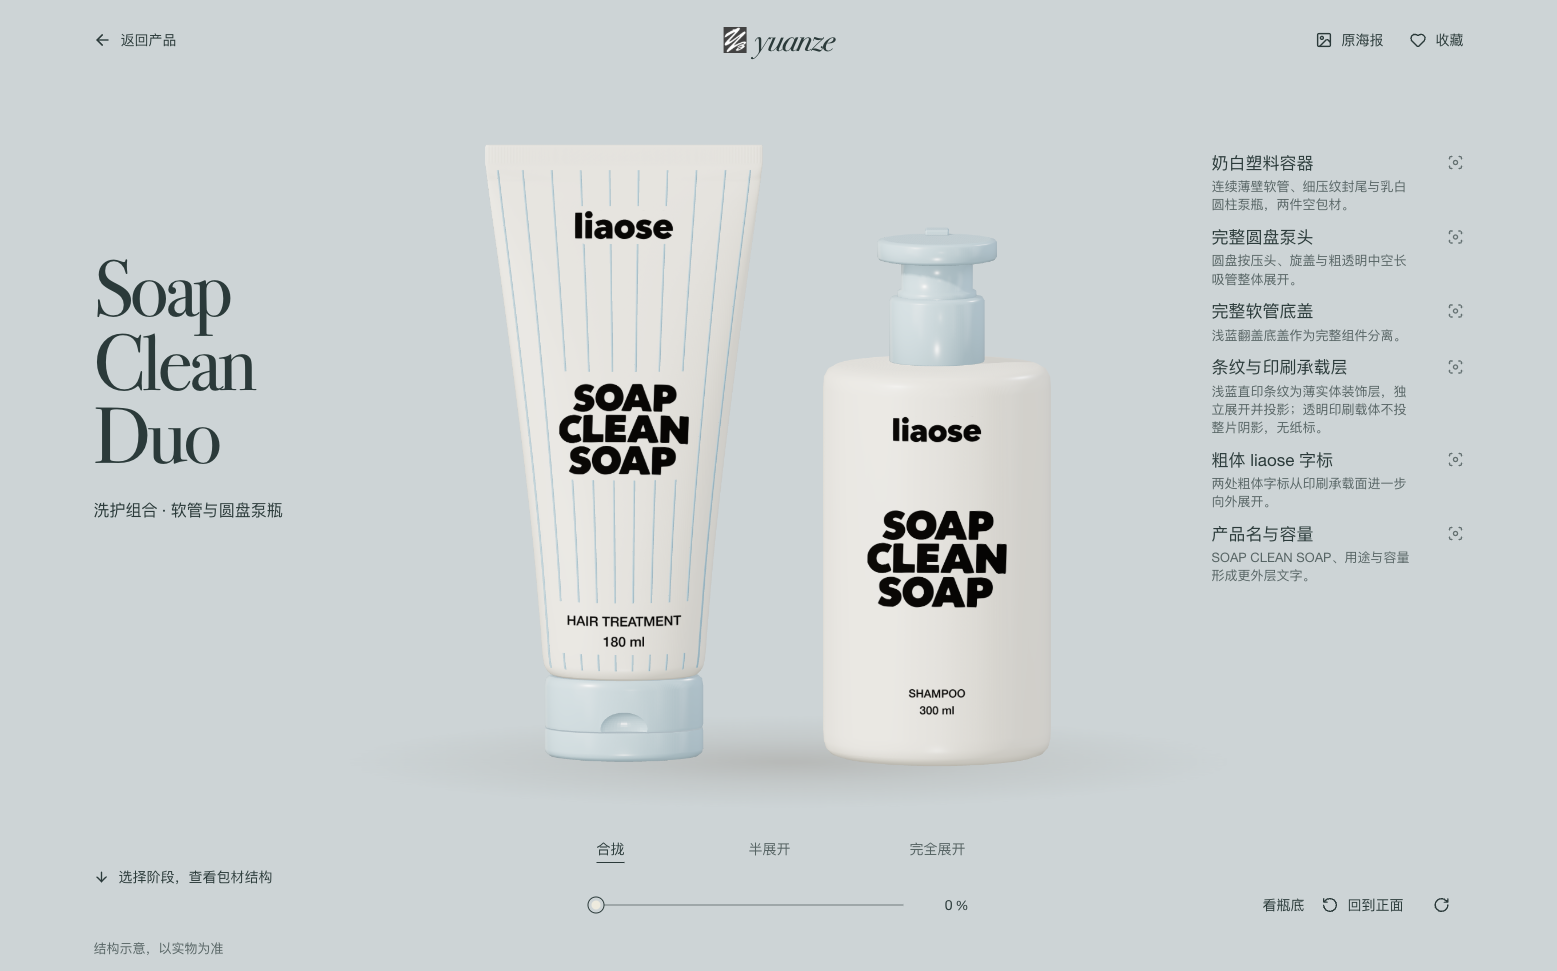 返回产品
yuanze
原海报
收藏
Soap
Clean
Duo
洗护组合 · 软管与圆盘泵瓶
liaose
SOAP
CLEAN
SOAP
HAIR TREATMENT
180 ml
liaose
SOAP
CLEAN
SOAP
SHAMPOO
300 ml
奶白塑料容器
连续薄壁软管、细压纹封尾与乳白
圆柱泵瓶，两件空包材。
完整圆盘泵头
圆盘按压头、旋盖与粗透明中空长
吸管整体展开。
完整软管底盖
浅蓝翻盖底盖作为完整组件分离。
条纹与印刷承载层
浅蓝直印条纹为薄实体装饰层，独
立展开并投影；透明印刷载体不投
整片阴影，无纸标。
粗体 liaose 字标
两处粗体字标从印刷承载面进一步
向外展开。
产品名与容量
SOAP CLEAN SOAP、用途与容量
形成更外层文字。
合拢
半展开
完全展开
选择阶段，查看包材结构
0 %
看瓶底
回到正面
结构示意，以实物为准